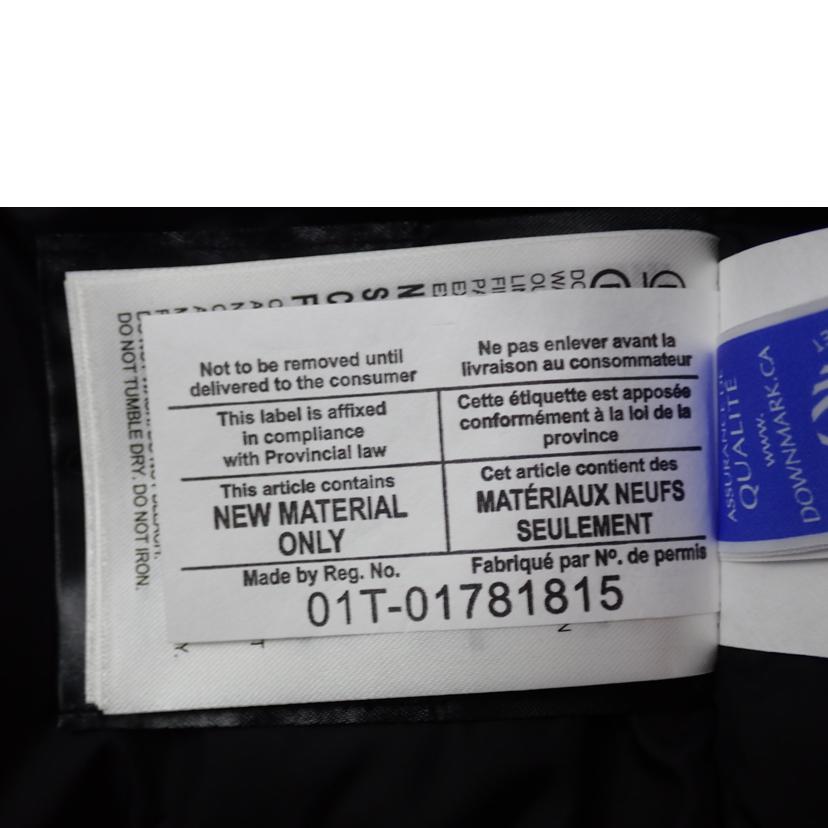 Not to be removed until
delivered to the consumer
Ne pas enlever avant la
livraison au consommateur
This label is affixed
in compliance
with Provincial law
Cette étiquette est apposée
conformément à la loi de la
province
This article contains
NEW MATERIAL
ONLY
Cet article contient des
MATÉRIAUX NEUFS
SEULEMENT
Made by Reg. No.
Fabriqué par Nº. de permis
01T-01781815
DO NOT TUMBLE DRY. DO NOT IRON.
ASSURANCE DE
QUALITÉ
www.
DOWNMARK.CA